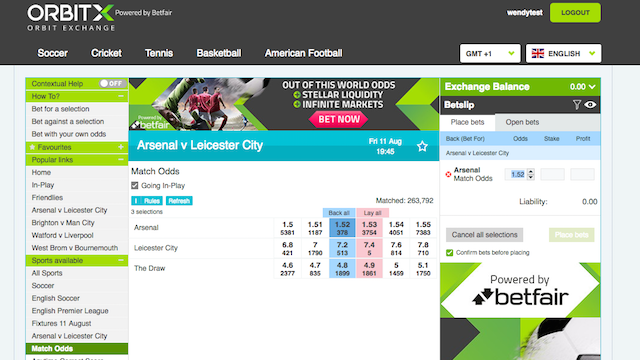 ORBITX Powered by Betfair
ORBIT EXCHANGE
wendytest LOGOUT
Soccer Cricket Tennis Basketball American Football
GMT +1 ENGLISH
Contextual Help OFF
How To?
Bet for a selection
Bet against a selection
Bet with your own odds
Favourites
Popular links
Home
In-Play
Friendlies
Arsenal v Leicester City
Brighton v Man City
Watford v Liverpool
West Brom v Bournemouth
Sports available
All Sports
Soccer
English Soccer
English Premier League
Fixtures 11 August
Match Odds
OUT OF THIS WORLD ODDS
STELLAR LIQUIDITY
INFINITE MARKETS
BET NOW
Powered by
betfair
Arsenal v Leicester City
Fri 11 Aug
19:45
Match Odds
Going In-Play
Rules Refresh
Matched: 263,792
3 selections Back all Lay all
Arsenal 1.5 1.51 1.52 1.53 1.54 1.55
5381 1187 378 3754 4051 7383
Leicester City 6.8 7 7.2 7.4 7.6 7.8
421 1790 513 5 814 710
The Draw 4.6 4.7 4.8 4.9 5 5.1
2377 835 1899 1861 1459 1750
Exchange Balance 0.00
Betslip
Place bets Open bets
Back (Bet For) Odds Stake Profit
Arsenal v Leicester City
Arsenal 1.52
Match Odds
Liability: 0.00
Cancel all selections Place bets
Confirm bets before placing
Powered by
betfair